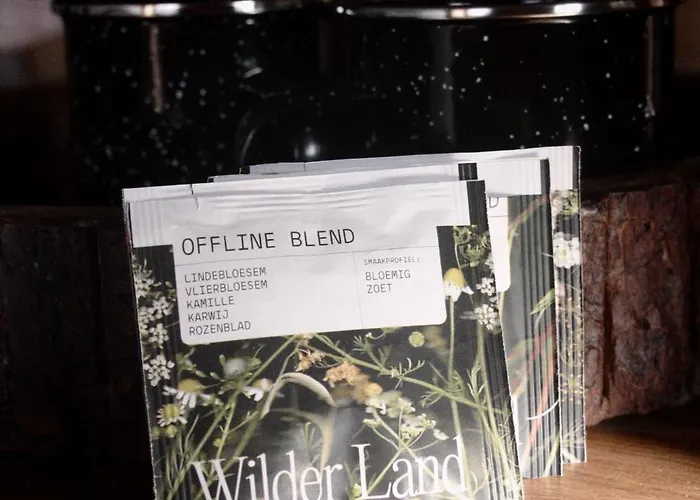 OFFLINE BLEND
LINDEBLOESEM
VLIERBLOESEM
KAMILLE
KARWIJ
ROZENBLAD
SMAAKPROFIEL:
BLOEMIG
ZOET
D
Wilder Land